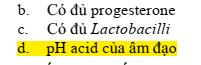 b. Có đủ progesterone
c. Có đủ Lactobacilli
d. pH acid của âm đạo